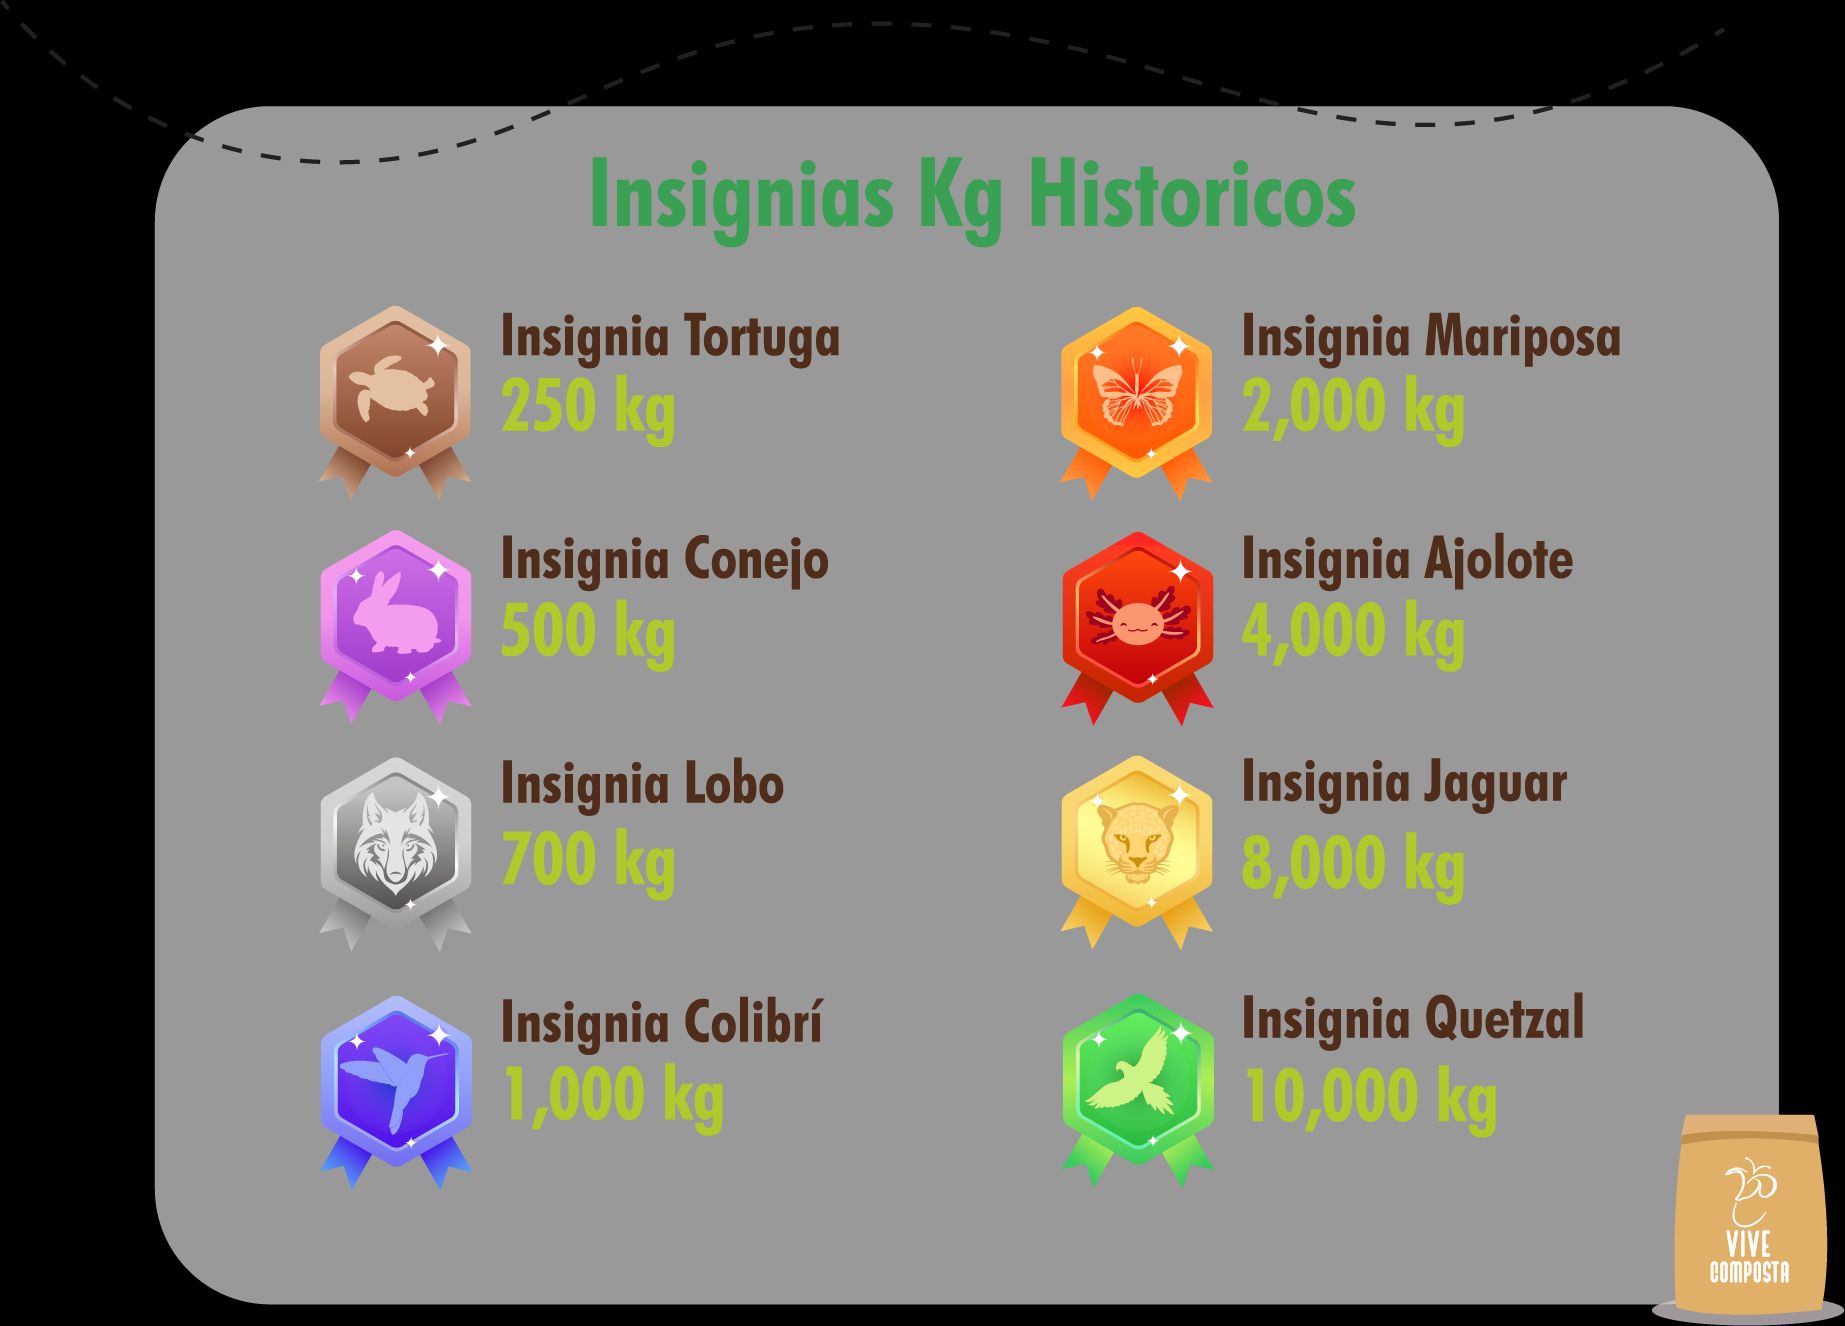 Insignias Kg Historicos
Insignia Tortuga
250 kg
Insignia Conejo
500 kg
Insignia Lobo
700 kg
Insignia Colibrí
1,000 kg
Insignia Mariposa
2,000 kg
Insignia Ajolote
4,000 kg
Insignia Jaguar
8,000 kg
Insignia Quetzal
10,000 kg
VIVE
COMPOSTA